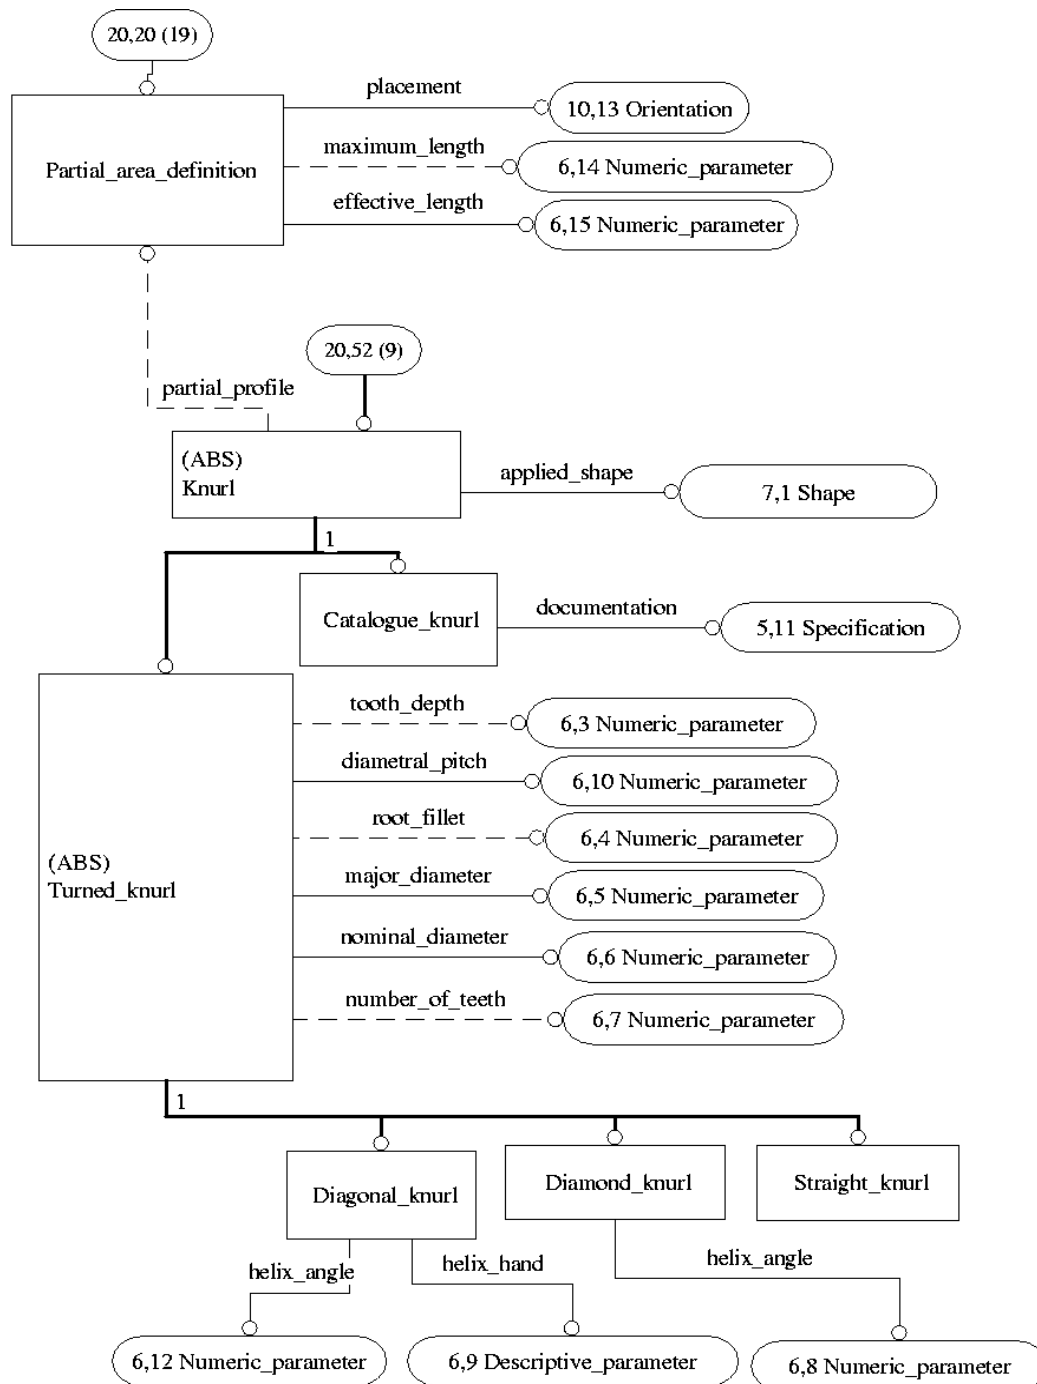 20,20 (19)
placement
10,13 Orientation
Partial_area_definition
maximum_length
6,14 Numeric_parameter
effective_length
6,15 Numeric_parameter
20,52 (9)
partial_profile
(ABS)
Knurl
applied_shape
7,1 Shape
1
Catalogue_knurl
documentation
5,11 Specification
tooth_depth
6,3 Numeric_parameter
diametral_pitch
6,10 Numeric_parameter
root_fillet
6,4 Numeric_parameter
(ABS)
Turned_knurl
major_diameter
6,5 Numeric_parameter
nominal_diameter
6,6 Numeric_parameter
number_of_teeth
6,7 Numeric_parameter
1
Diagonal_knurl
Diamond_knurl
Straight_knurl
helix_angle
helix_hand
helix_angle
6,12 Numeric_parameter
6,9 Descriptive_parameter
6,8 Numeric_parameter